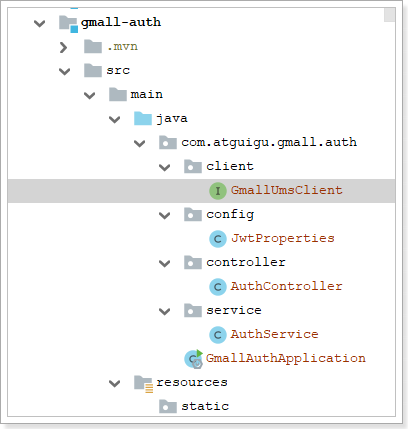 gmall-auth
.mvn
src
main
java
com.atguigu.gmall.auth
client
I GmallUmsClient
config
C JwtProperties
controller
C AuthController
service
C AuthService
C GmallAuthApplication
resources
static